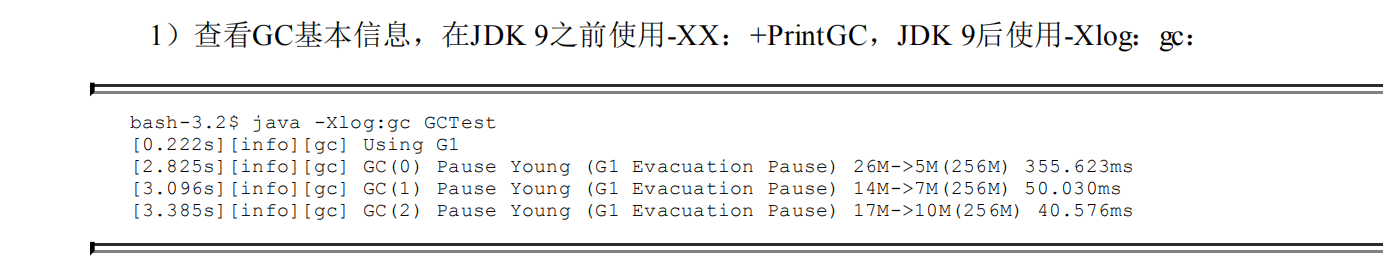 1）查看GC基本信息，在JDK 9之前使用-XX：+PrintGC，JDK 9后使用-Xlog：gc：
bash-3.2$ java -Xlog:gc GCTest
[0.222s][info][gc] Using G1
[2.825s][info][gc] GC(0) Pause Young (G1 Evacuation Pause) 26M->5M(256M) 355.623ms
[3.096s][info][gc] GC(1) Pause Young (G1 Evacuation Pause) 14M->7M(256M) 50.030ms
[3.385s][info][gc] GC(2) Pause Young (G1 Evacuation Pause) 17M->10M(256M) 40.576ms